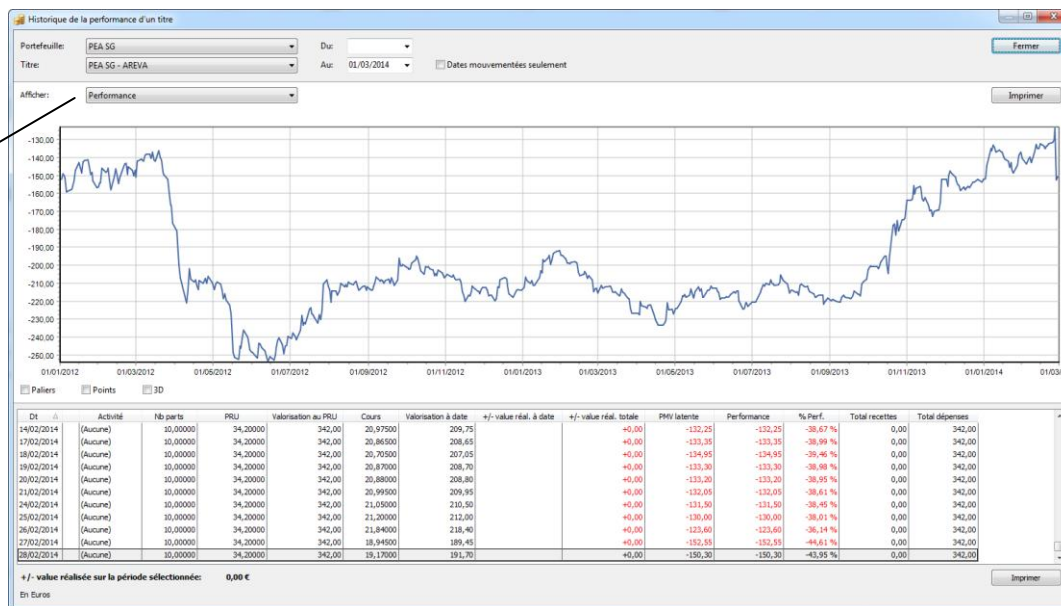 Historique de la performance d'un titre
Portefeuille: PEA SG Du: Fermer
Titre: PEA SG - AREVA Au: 01/03/2014 Dates mouvementées seulement
Afficher: Performance Imprimer
-130,00
-140,00
-150,00
-160,00
-170,00
-180,00
-190,00
-200,00
-210,00
-220,00
-230,00
-240,00
-250,00
-260,00
01/01/2012 01/03/2012 01/05/2012 01/07/2012 01/09/2012 01/11/2012 01/01/2013 01/03/2013 01/05/2013 01/07/2013 01/09/2013 01/11/2013 01/01/2014 01/03/
Paliers Points 3D
Dt Activité Nb parts PRU Valorisation au PRU Cours Valorisation à date +/- value réal. à date +/- value réal. totale PMV latente Performance % Perf. Total recettes Total dépenses
14/02/2014 (Aucune) 10,00000 34,20000 342,00 20,97500 209,75 +0,00 -132,25 -132,25 -38,67 % 0,00 342,00
17/02/2014 (Aucune) 10,00000 34,20000 342,00 20,86500 208,65 +0,00 -133,35 -133,35 -38,99 % 0,00 342,00
18/02/2014 (Aucune) 10,00000 34,20000 342,00 20,70500 207,05 +0,00 -134,95 -134,95 -39,46 % 0,00 342,00
19/02/2014 (Aucune) 10,00000 34,20000 342,00 20,87000 208,70 +0,00 -133,30 -133,30 -38,98 % 0,00 342,00
20/02/2014 (Aucune) 10,00000 34,20000 342,00 20,88000 208,80 +0,00 -133,20 -133,20 -38,95 % 0,00 342,00
21/02/2014 (Aucune) 10,00000 34,20000 342,00 20,99500 209,95 +0,00 -132,05 -132,05 -38,61 % 0,00 342,00
24/02/2014 (Aucune) 10,00000 34,20000 342,00 21,05000 210,50 +0,00 -131,50 -131,50 -38,45 % 0,00 342,00
25/02/2014 (Aucune) 10,00000 34,20000 342,00 21,20000 212,00 +0,00 -130,00 -130,00 -38,01 % 0,00 342,00
26/02/2014 (Aucune) 10,00000 34,20000 342,00 21,84000 218,40 +0,00 -123,60 -123,60 -36,14 % 0,00 342,00
27/02/2014 (Aucune) 10,00000 34,20000 342,00 18,94500 189,45 +0,00 -152,55 -152,55 -44,61 % 0,00 342,00
28/02/2014 (Aucune) 10,00000 34,20000 342,00 19,17000 191,70 +0,00 -150,30 -150,30 -43,95 % 0,00 342,00
+/- value réalisée sur la période sélectionnée: 0,00 € Imprimer
En Euros